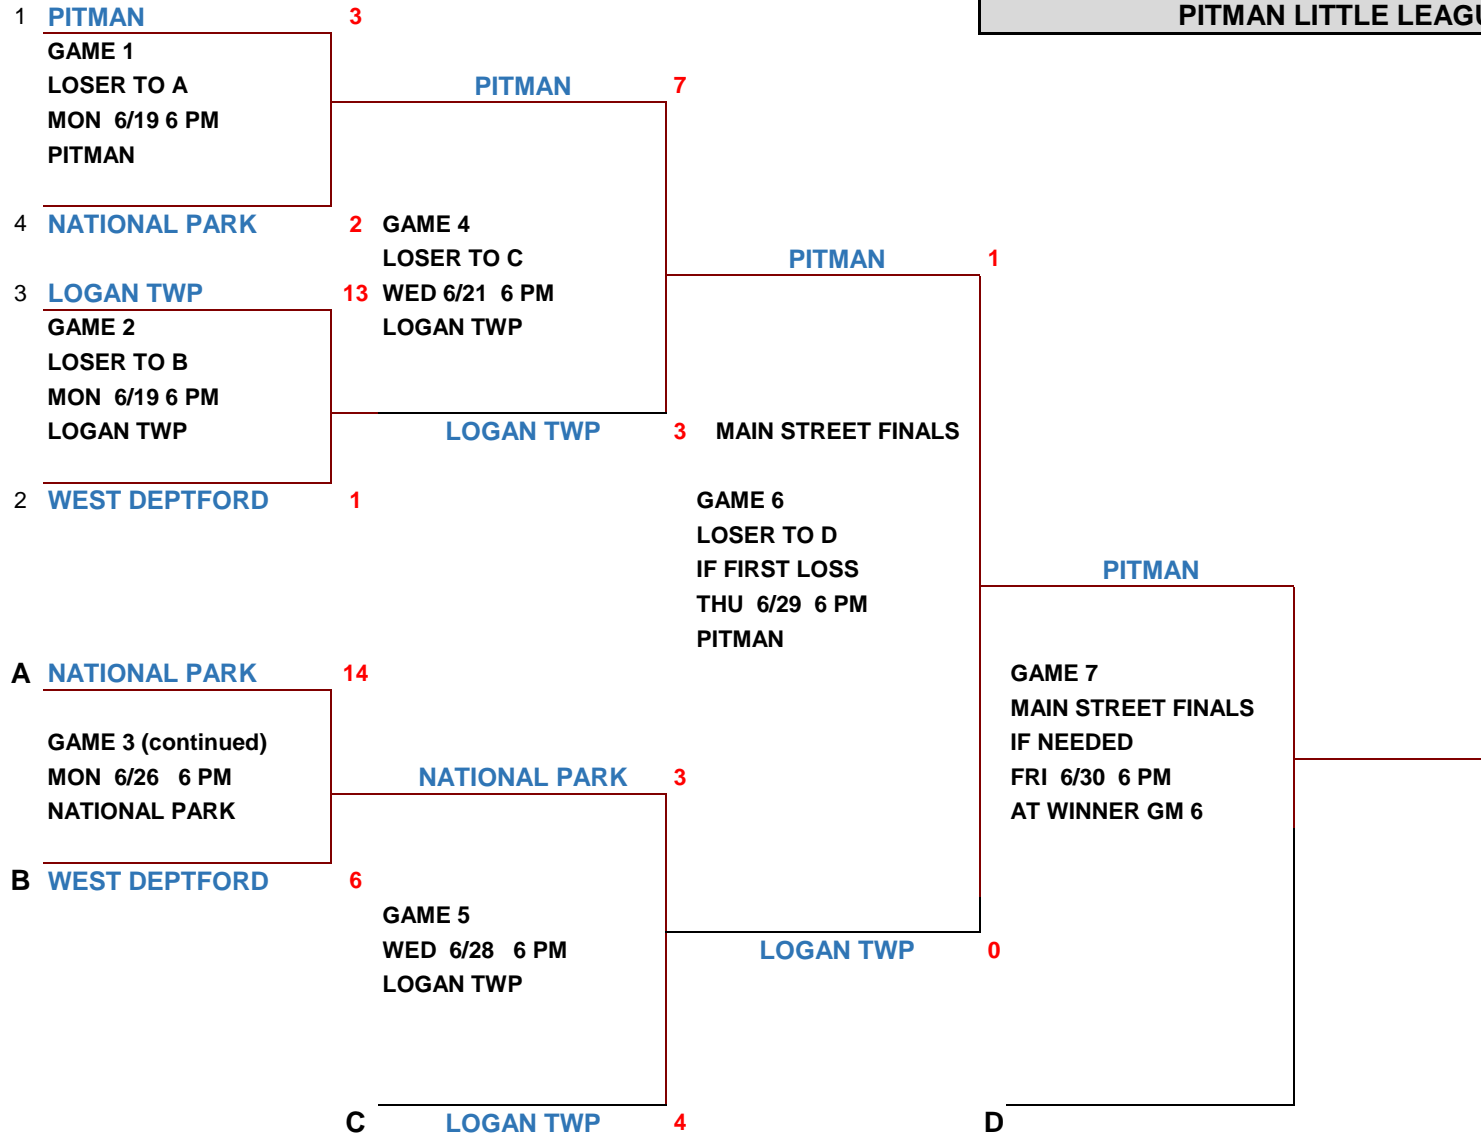 PITMAN LITTLE LEAGU
1 PITMAN 3
GAME 1
LOSER TO A
MON 6/19 6 PM
PITMAN
4 NATIONAL PARK 2
3 LOGAN TWP 13
GAME 2
LOSER TO B
MON 6/19 6 PM
LOGAN TWP
2 WEST DEPTFORD 1
PITMAN 7
GAME 4
LOSER TO C
WED 6/21 6 PM
LOGAN TWP
LOGAN TWP 3
PITMAN 1
MAIN STREET FINALS
GAME 6
LOSER TO D
IF FIRST LOSS
THU 6/29 6 PM
PITMAN
A NATIONAL PARK 14
GAME 3 (continued)
MON 6/26 6 PM
NATIONAL PARK
B WEST DEPTFORD 6
NATIONAL PARK 3
GAME 5
WED 6/28 6 PM
LOGAN TWP
C LOGAN TWP 4
LOGAN TWP 0
PITMAN
GAME 7
MAIN STREET FINALS
IF NEEDED
FRI 6/30 6 PM
AT WINNER GM 6
D